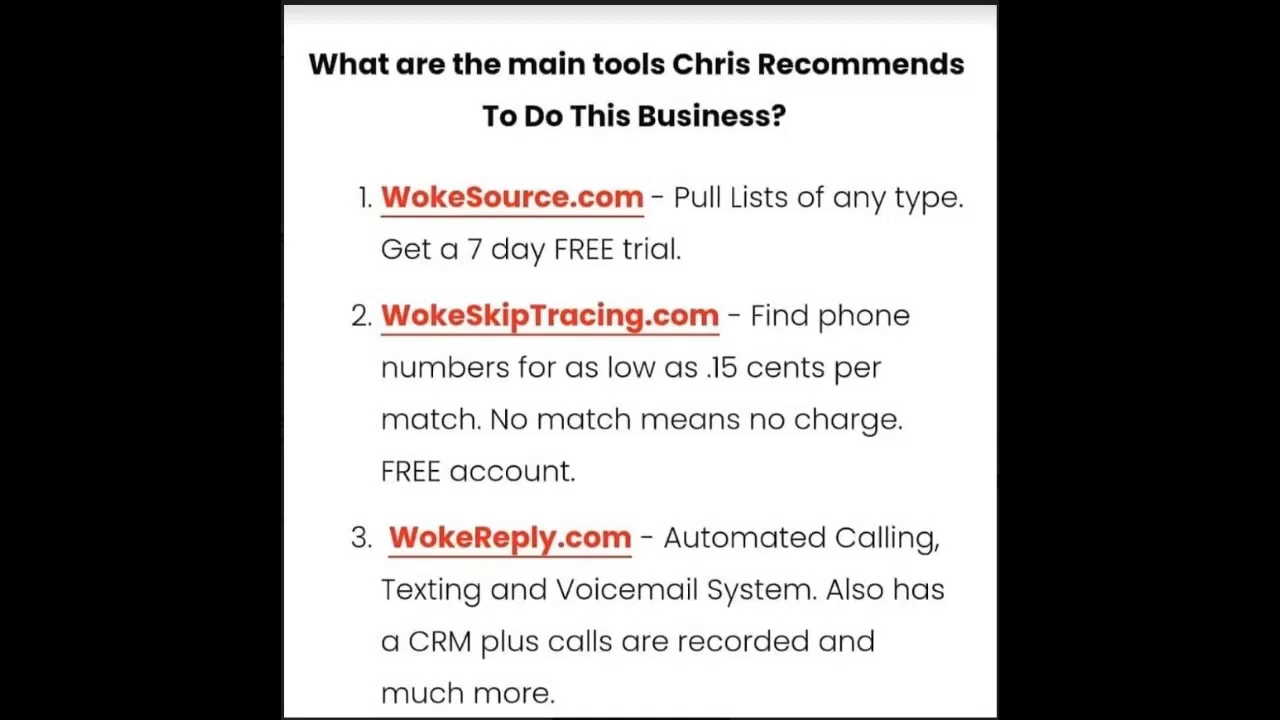 What are the main tools Chris Recommends
To Do This Business?
1. WokeSource.com - Pull Lists of any type.
Get a 7 day FREE trial.
2. WokeSkipTracing.com - Find phone
numbers for as low as .15 cents per
match. No match means no charge.
FREE account.
3. WokeReply.com - Automated Calling,
Texting and Voicemail System. Also has
a CRM plus calls are recorded and
much more.